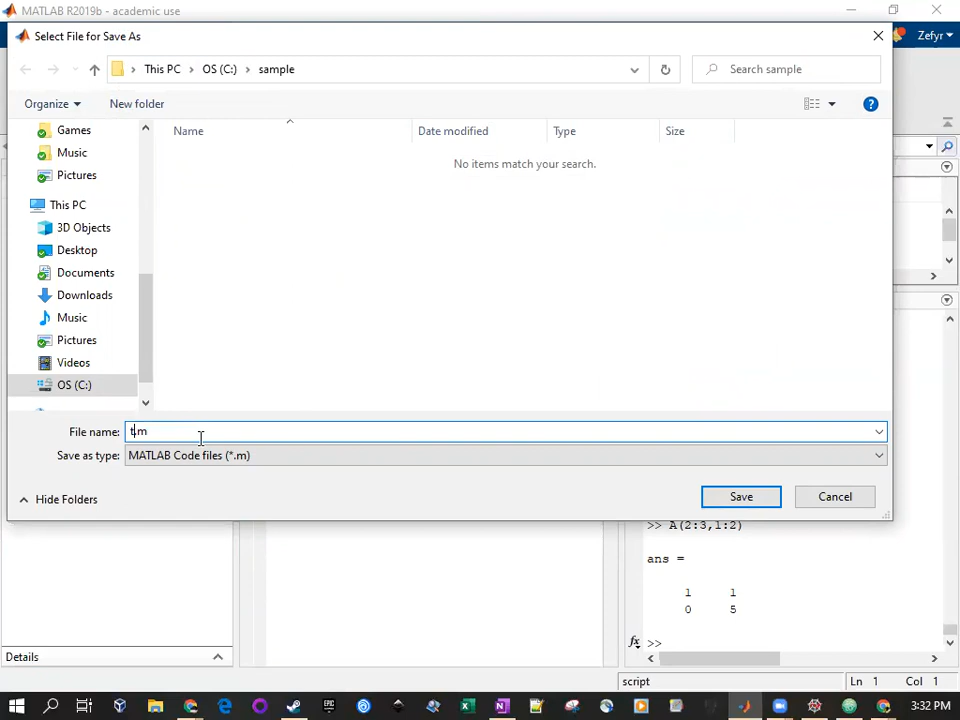 MATLAB R2019b - academic use
Select File for Save As
Zefyr
This PC > OS (C:) > sample
Search sample
Organize
New folder
Name
Date modified
Type
Size
No items match your search.
Games
Music
Pictures
This PC
3D Objects
Desktop
Documents
Downloads
Music
Pictures
Videos
OS (C:)
File name: t.m
Save as type: MATLAB Code files (*.m)
Hide Folders
Save
Cancel
>> A(2:3,1:2)
ans =
1 1
0 5
fx >>
Details
script
Ln 1 Col 1
3:32 PM